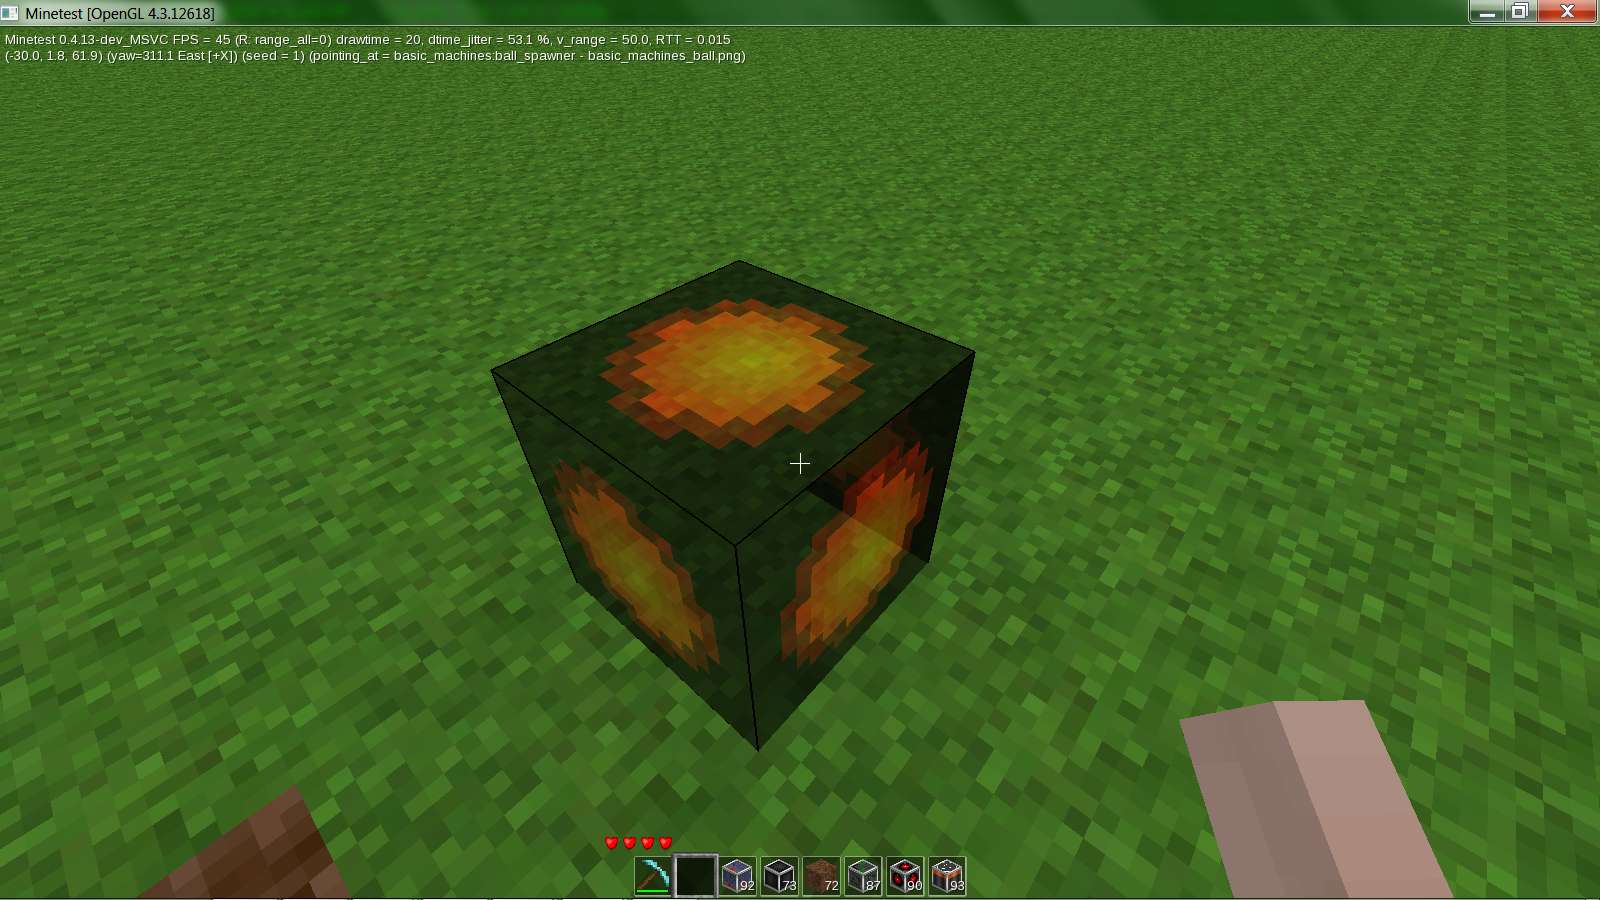 Minetest [OpenGL 4.3.12618]
Minetest 0.4.13-dev_MSVC FPS = 45 (R: range_all=0) drawtime = 20, dtime_jitter = 53.1 %, v_range = 50.0, RTT = 0.015
(-30.0, 1.8, 61.9) (yaw=311.1 East [+X]) (seed = 1) (pointing_at = basic_machines:ball_spawner - basic_machines_ball.png)
92 73 72 87 90 93